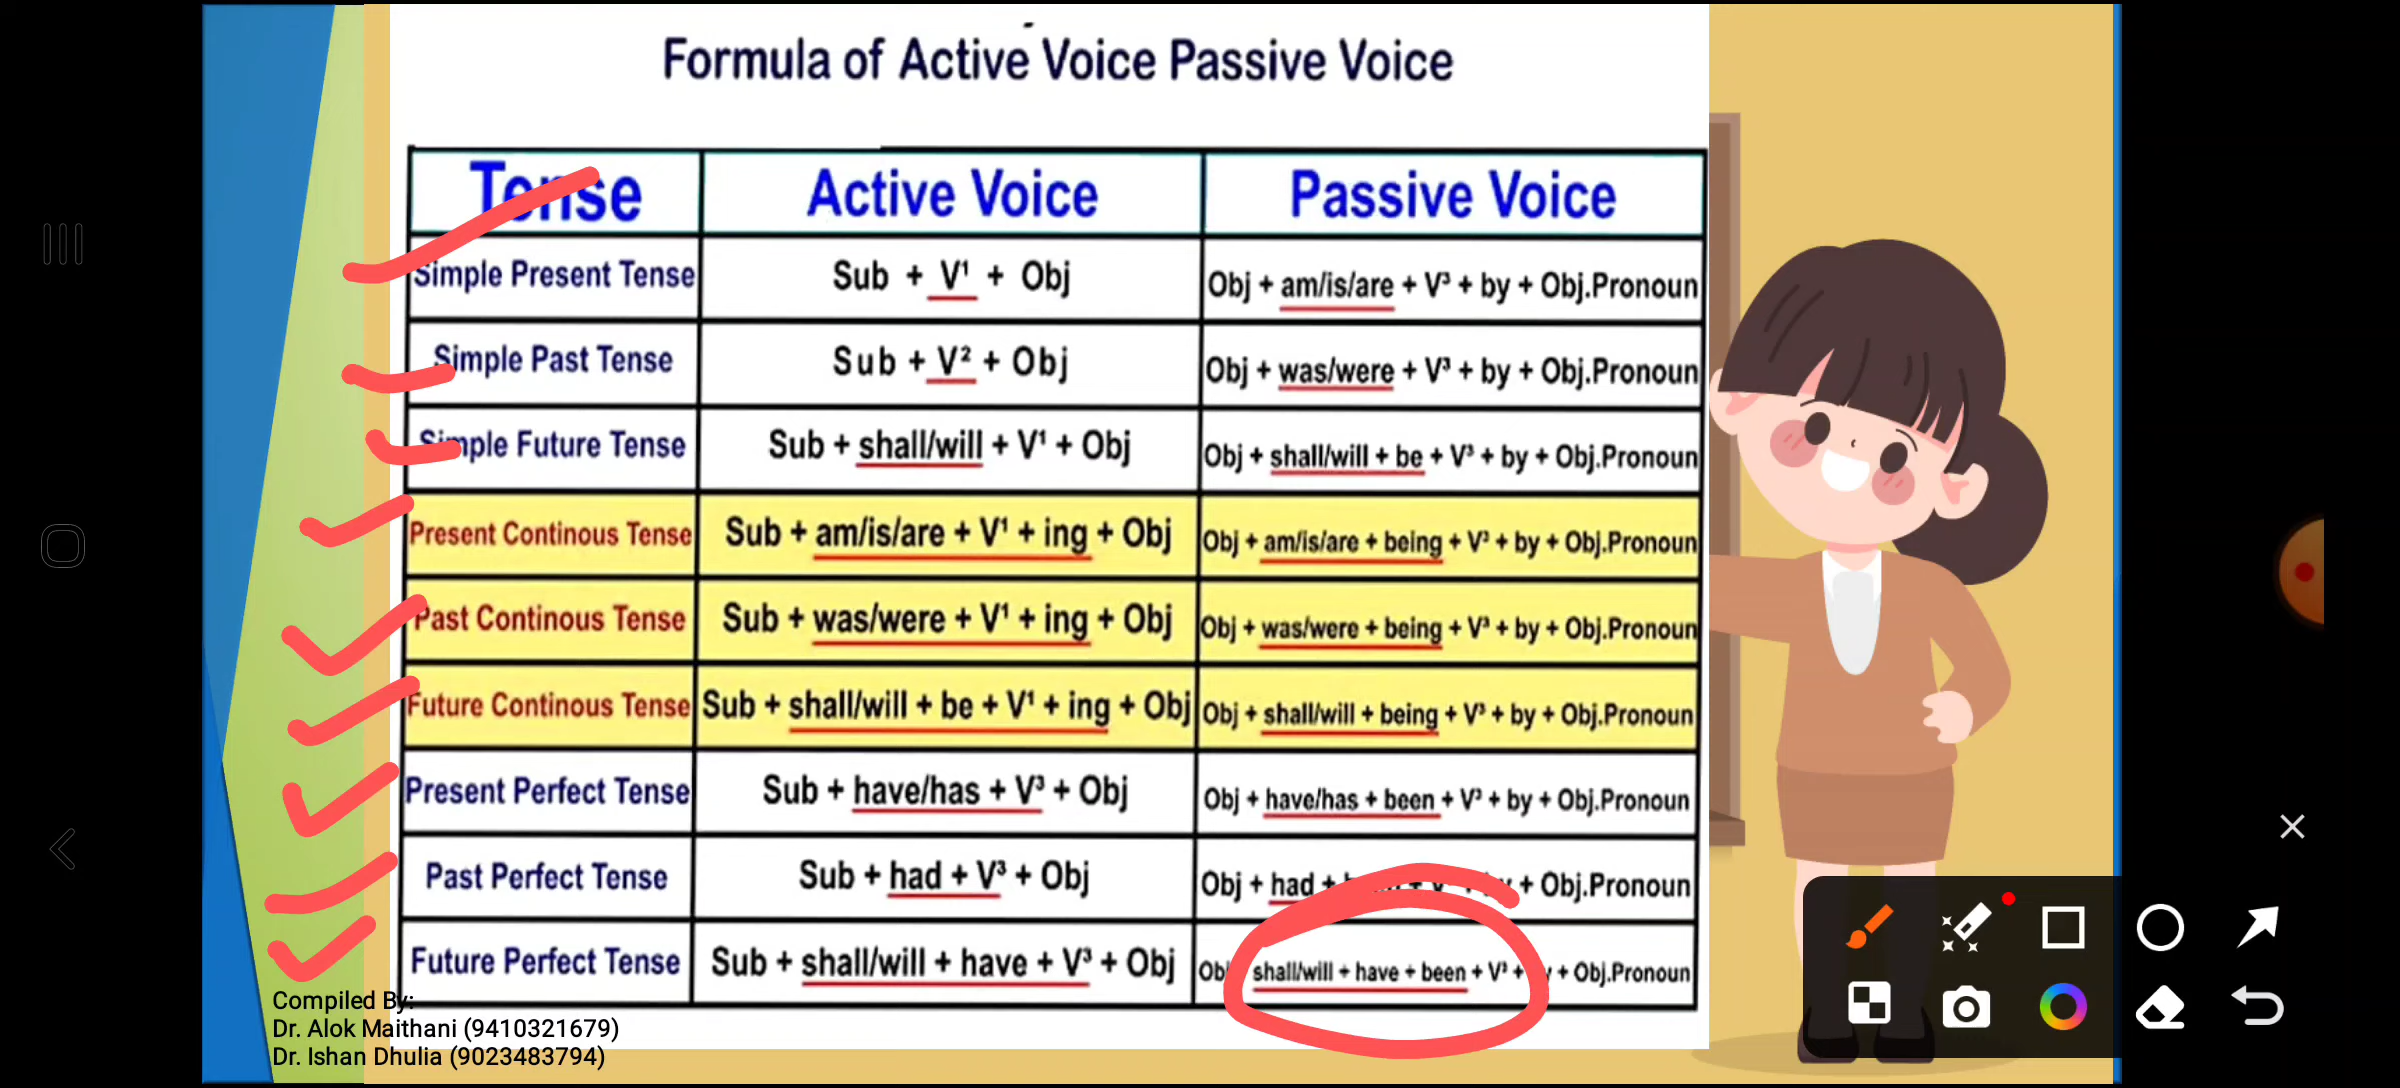 Formula of Active Voice Passive Voice
Tense Active Voice Passive Voice
Simple Present Tense Sub + V¹ + Obj Obj + am/is/are + V³ + by + Obj.Pronoun
Simple Past Tense Sub + V² + Obj Obj + was/were + V³ + by + Obj.Pronoun
Simple Future Tense Sub + shall/will + V¹ + Obj Obj + shall/will + be + V³ + by + Obj.Pronoun
Present Continous Tense Sub + am/is/are + V¹ + ing + Obj Obj + am/is/are + being + V³ + by + Obj.Pronoun
Past Continous Tense Sub + was/were + V¹ + ing + Obj Obj + was/were + being + V³ + by + Obj.Pronoun
Future Continous Tense Sub + shall/will + be + V¹ + ing + Obj Obj + shall/will + being + V³ + by + Obj.Pronoun
Present Perfect Tense Sub + have/has + V³ + Obj Obj + have/has + been + V³ + by + Obj.Pronoun
Past Perfect Tense Sub + had + V³ + Obj Obj + had + + Obj.Pronoun
Future Perfect Tense Sub + shall/will + have + V³ + Obj shall/will + have + been + V³ + + Obj.Pronoun
Compiled By:
Dr. Alok Maithani (9410321679)
Dr. Ishan Dhulia (9023483794)